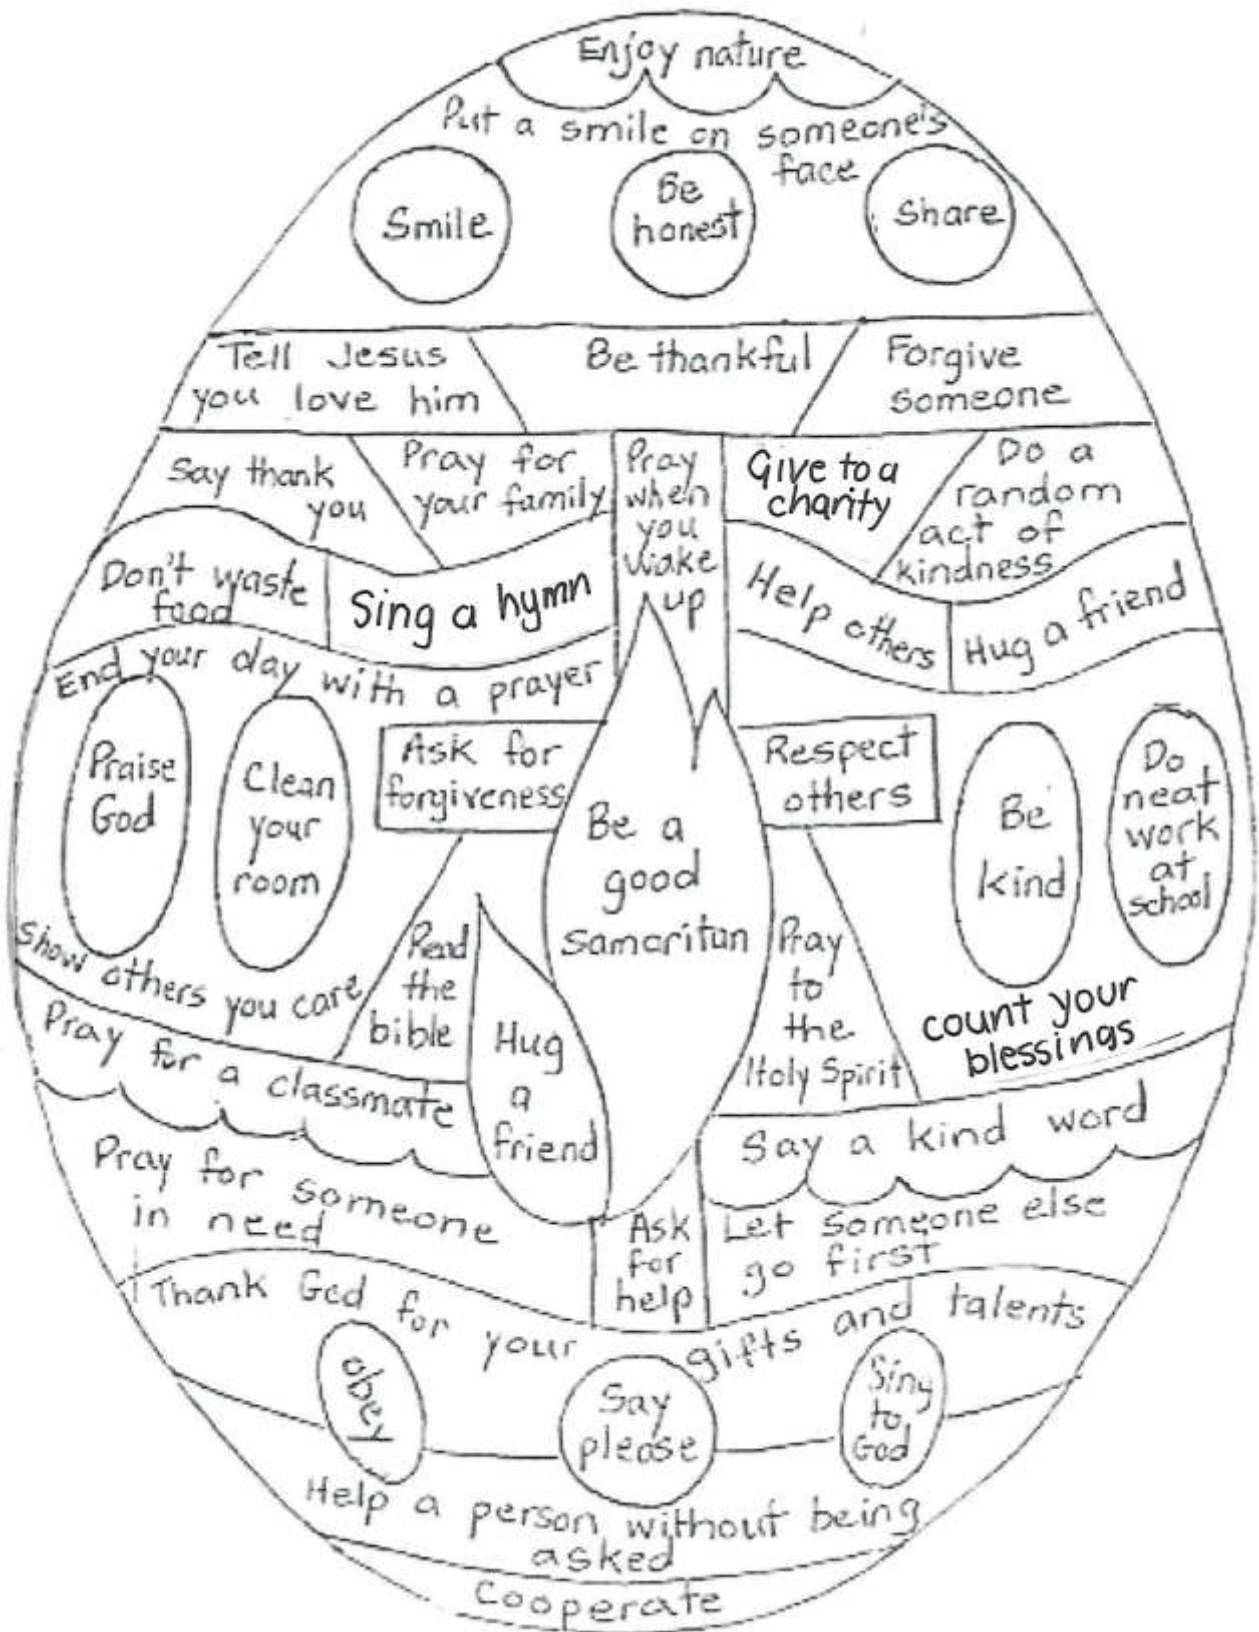 Enjoy nature
Put a smile on someone's
face
Smile
Be
honest
Share
Tell Jesus
you love him
Be thankful
Forgive
someone
Say thank
you
Pray for
your family
Pray
when
you
wake
up
Give to a
charity
Do a
random
act of
kindness
Don't waste
food
Sing a hymn
Help others
Hug a friend
End your day with a prayer
Praise
God
Clean
your
room
Ask for
forgiveness
Be a
good
samaritan
Respect
others
Be
kind
Do
neat
work
at
school
Show others you care
Read
the
bible
Hug
a
friend
Pray
to
the
Holy Spirit
count your
blessings
Pray for a classmate
Say a kind word
Pray for someone
in need
Ask
for
help
Let someone else
go first
Thank God for your gifts and talents
obey
Say
please
Sing
to
God
Help a person without being
asked
Cooperate